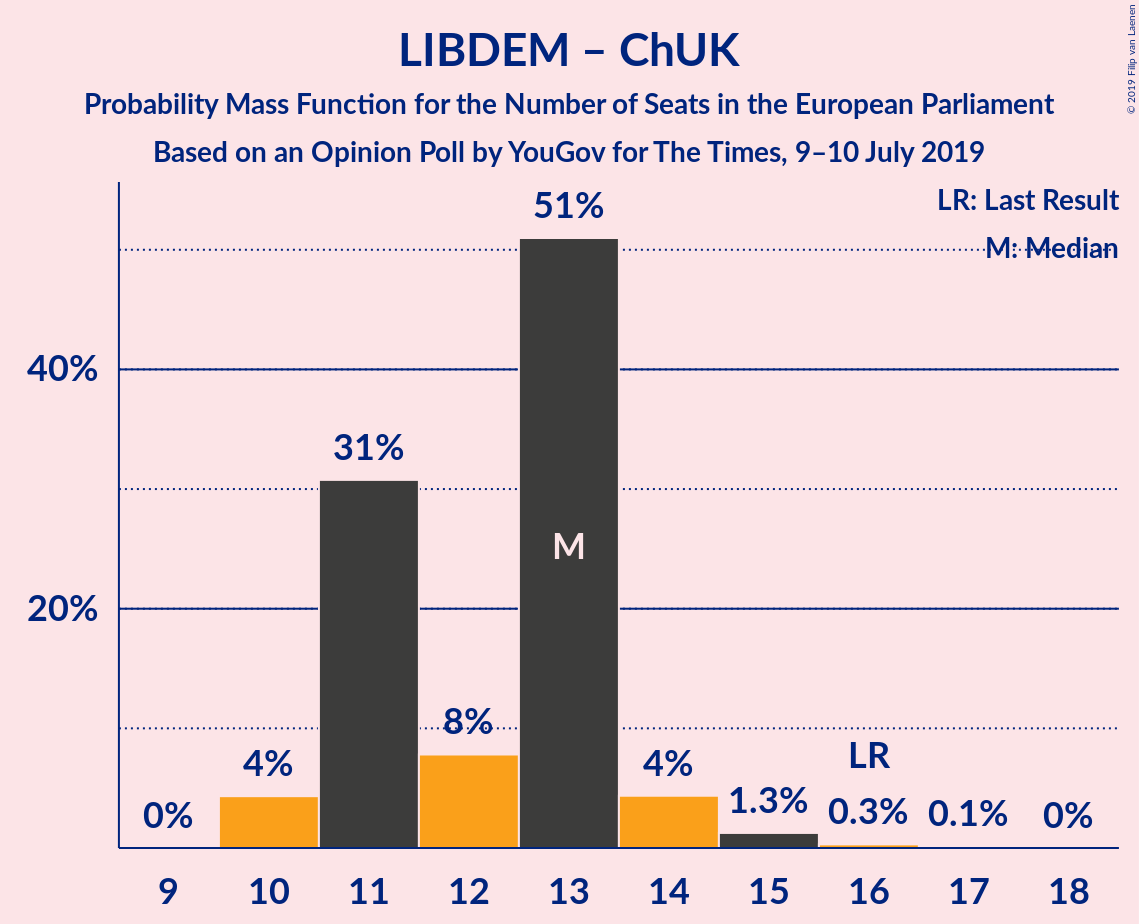 LIBDEM – ChUK
Probability Mass Function for the Number of Seats in the European Parliament
Based on an Opinion Poll by YouGov for The Times, 9–10 July 2019
© 2019 Filip van Laenen
LR: Last Result
M: Median
51%
40%
31%
M
20%
8%
4%
4%
LR
1.3%
0.3%
0.1%
0%
0%
9 10 11 12 13 14 15 16 17 18